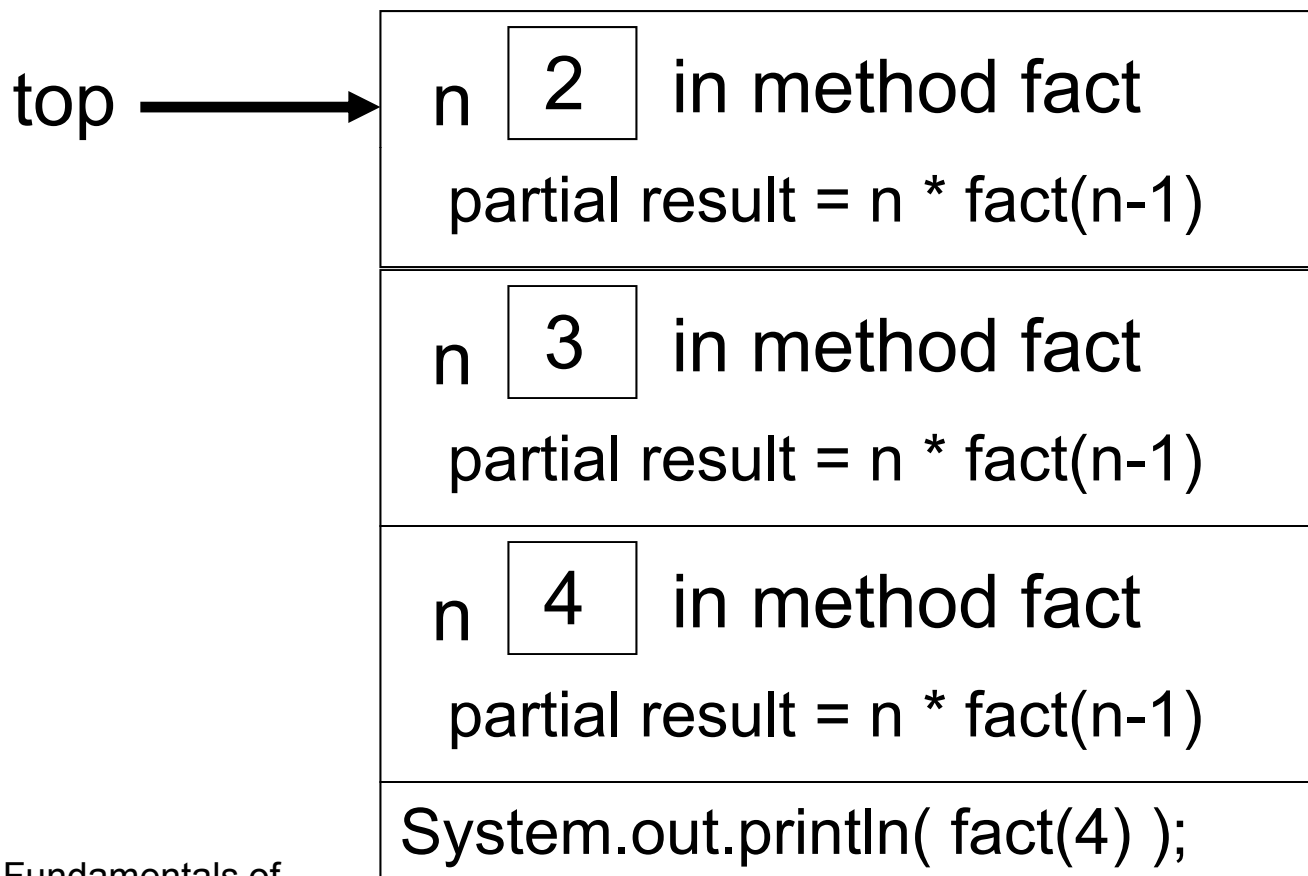 top
n 2 in method fact
partial result = n * fact(n-1)
n 3 in method fact
partial result = n * fact(n-1)
n 4 in method fact
partial result = n * fact(n-1)
System.out.println( fact(4) );
Fundamentals of